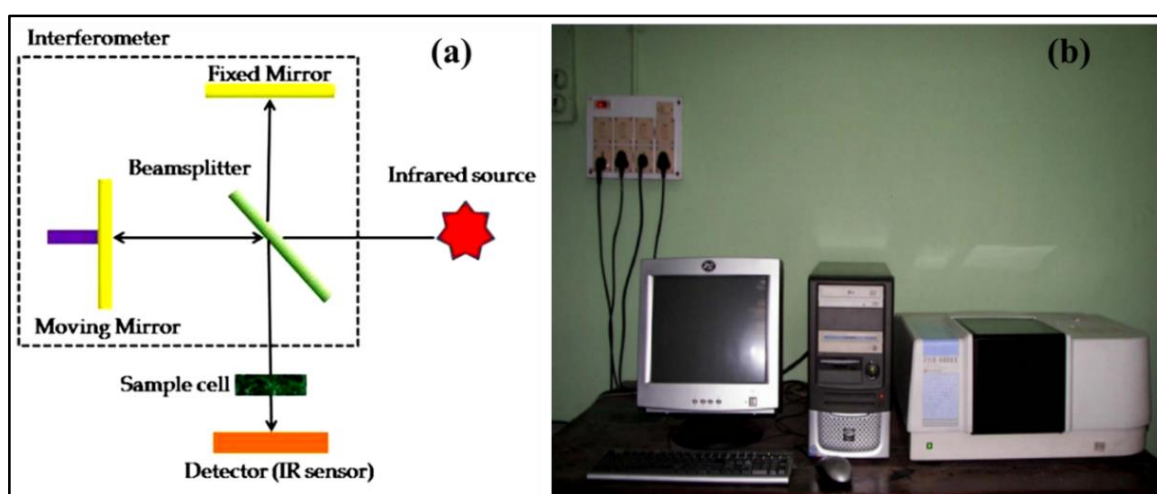 Interferometer
(a)
Fixed Mirror
Beamsplitter
Infrared source
Moving Mirror
Sample cell
Detector (IR sensor)
(b)